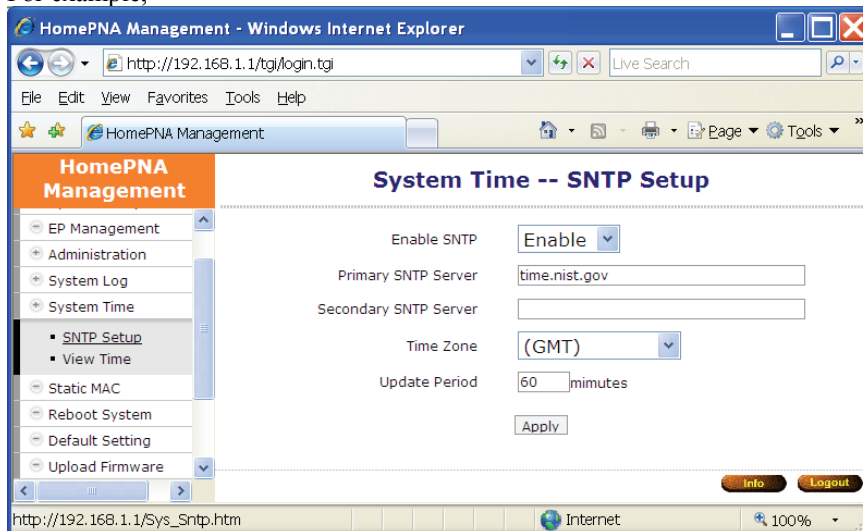 For example,
HomePNA Management - Windows Internet Explorer
http://192.168.1.1/tgi/login.tgi
Live Search
File Edit View Favorites Tools Help
HomePNA Management
Page Tools »
HomePNA
Management
System Time -- SNTP Setup
EP Management
Administration
System Log
System Time
SNTP Setup
View Time
Static MAC
Reboot System
Default Setting
Upload Firmware
Enable SNTP Enable
Primary SNTP Server time.nist.gov
Secondary SNTP Server
Time Zone (GMT)
Update Period 60 mimutes
Apply
Info Logout
http://192.168.1.1/Sys_Sntp.htm Internet 100%